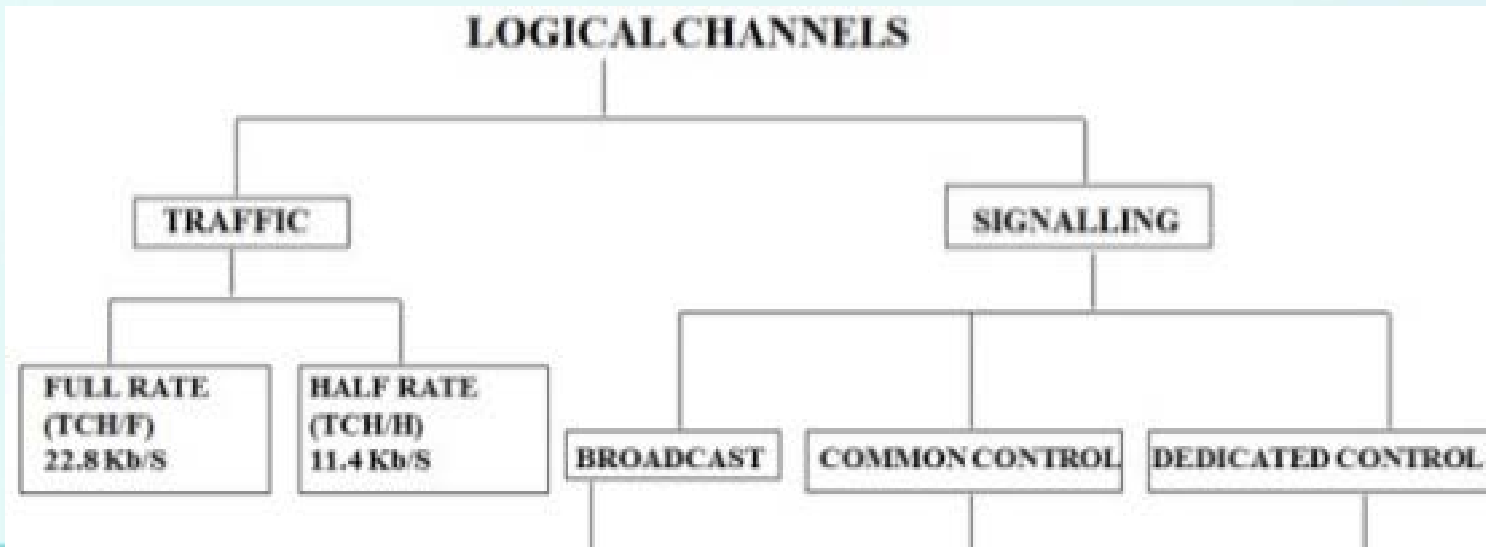 LOGICAL CHANNELS
TRAFFIC
SIGNALLING
FULL RATE
(TCH/F)
22.8 Kb/S
HALF RATE
(TCH/H)
11.4 Kb/S
BROADCAST
COMMON CONTROL
DEDICATED CONTROL